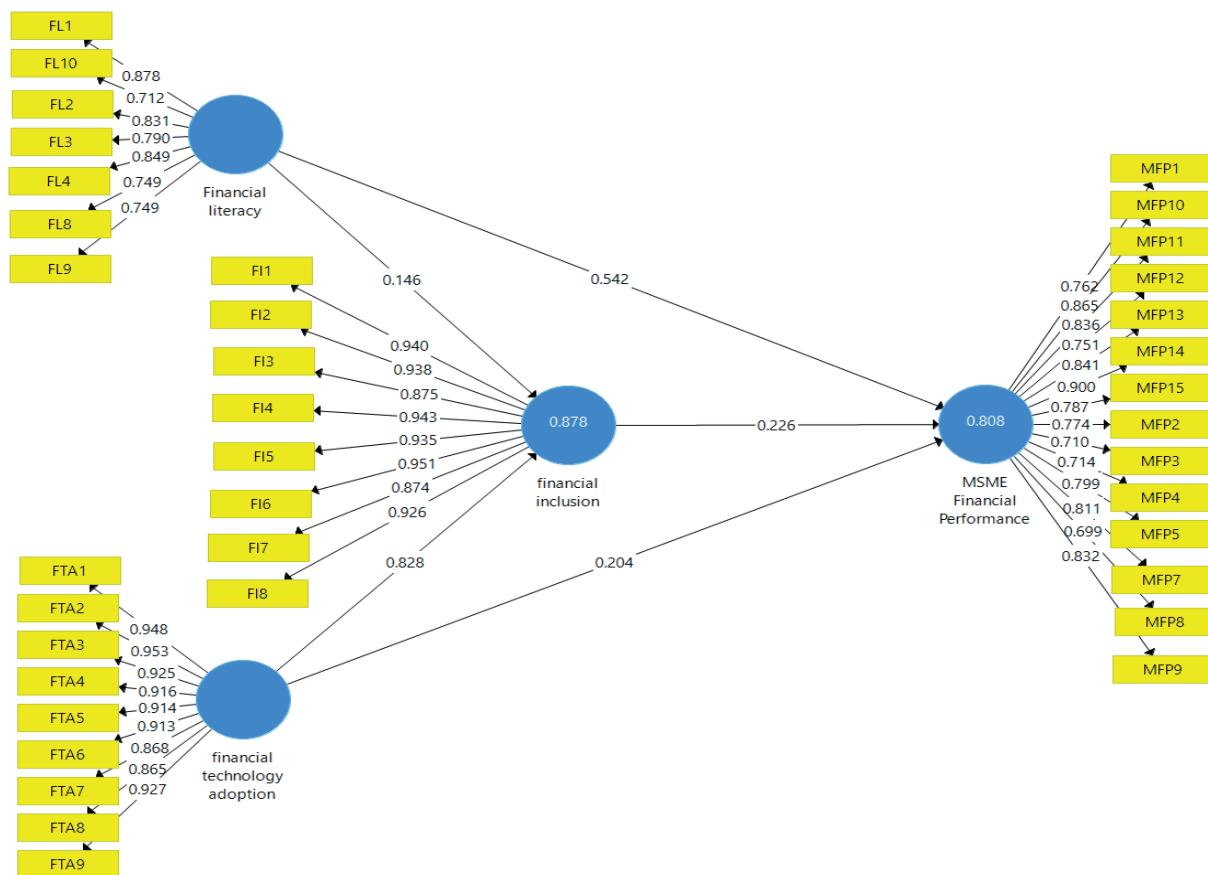 FL1
FL10
FL2
FL3
FL4
FL8
FL9
0.878
0.712
0.831
0.790
0.849
0.749
0.749
Financial
literacy
0.146
0.542
FI1
FI2
FI3
FI4
FI5
FI6
FI7
FI8
0.940
0.938
0.875
0.943
0.935
0.951
0.874
0.926
0.878
financial
inclusion
0.226
0.828
0.204
FTA1
FTA2
FTA3
FTA4
FTA5
FTA6
FTA7
FTA8
FTA9
0.948
0.953
0.925
0.916
0.914
0.913
0.868
0.865
0.927
financial
technology
adoption
0.808
MSME
Financial
Performance
0.762
0.865
0.836
0.751
0.841
0.900
0.787
0.774
0.710
0.714
0.799
0.811
0.699
0.832
MFP1
MFP10
MFP11
MFP12
MFP13
MFP14
MFP15
MFP2
MFP3
MFP4
MFP5
MFP7
MFP8
MFP9